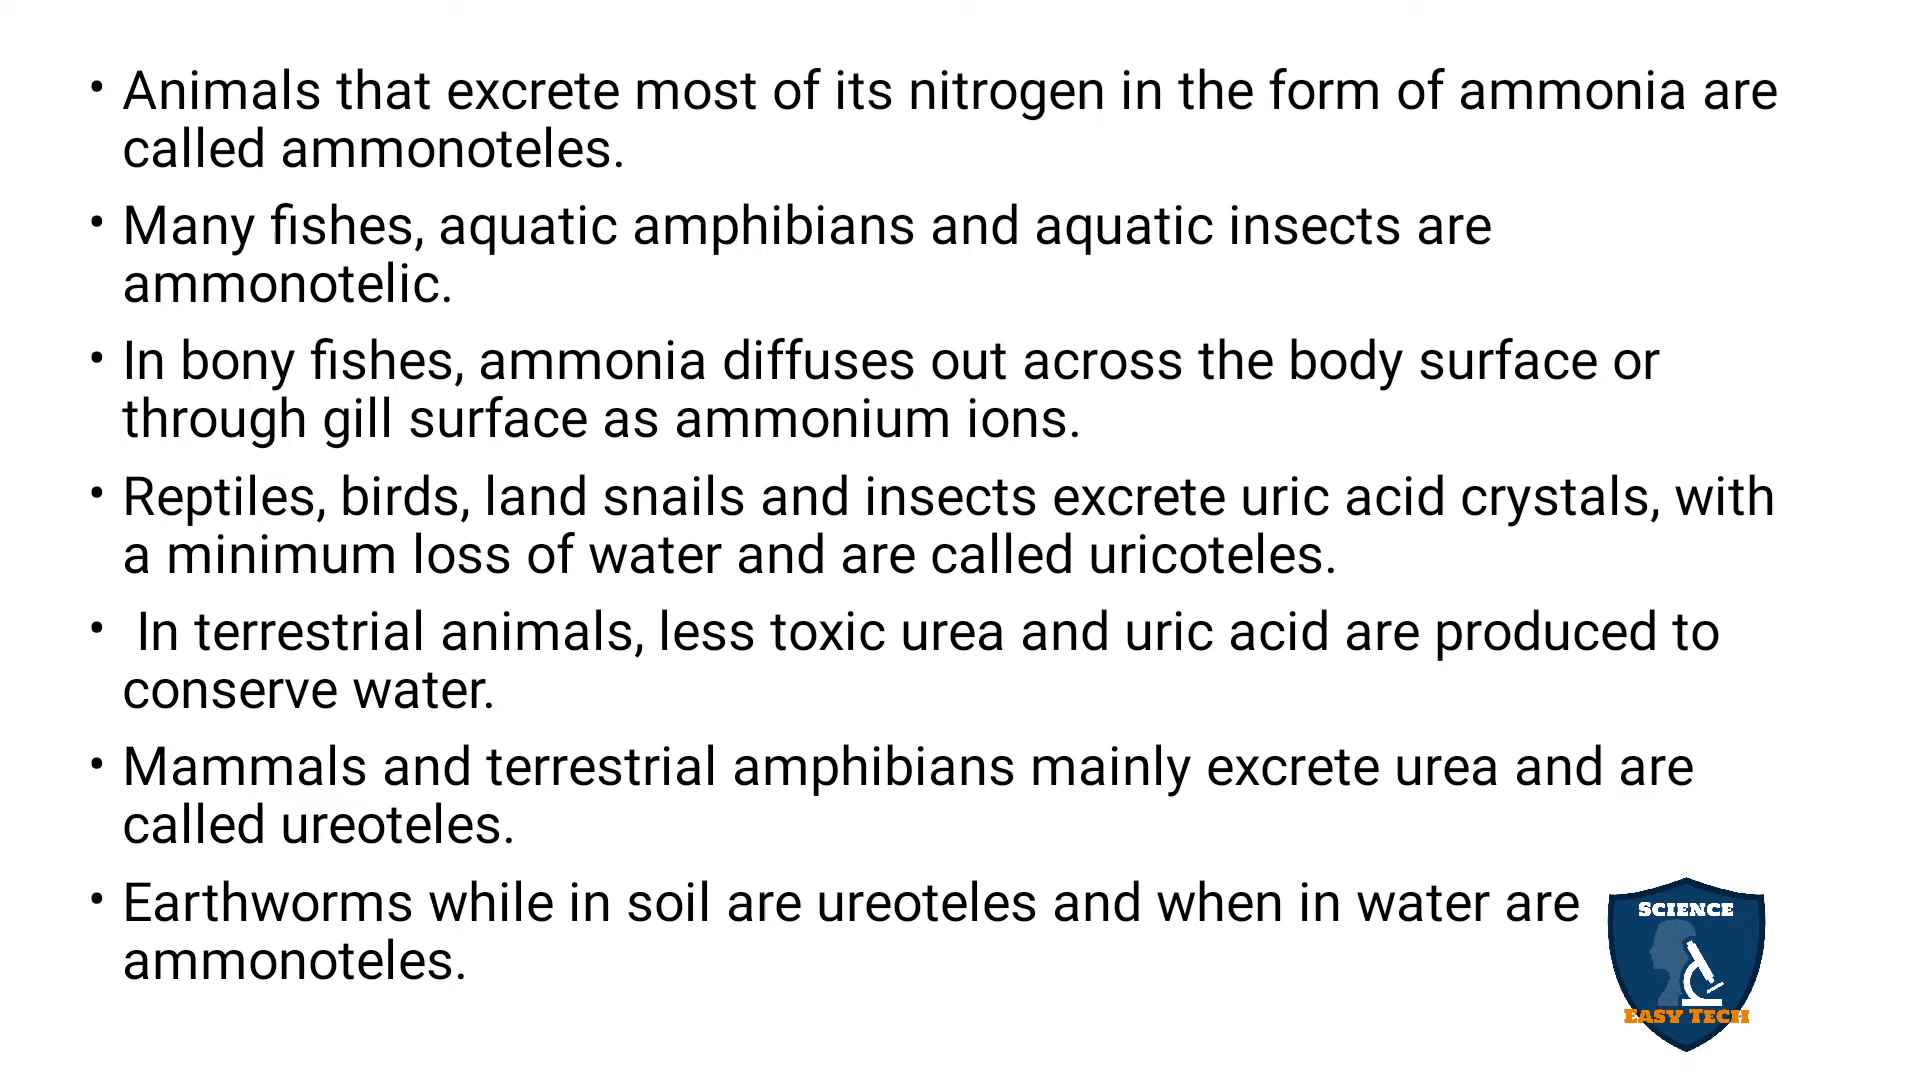 • Animals that excrete most of its nitrogen in the form of ammonia are
called ammonoteles.
• Many fishes, aquatic amphibians and aquatic insects are
ammonotelic.
• In bony fishes, ammonia diffuses out across the body surface or
through gill surface as ammonium ions.
• Reptiles, birds, land snails and insects excrete uric acid crystals, with
a minimum loss of water and are called uricoteles.
• In terrestrial animals, less toxic urea and uric acid are produced to
conserve water.
• Mammals and terrestrial amphibians mainly excrete urea and are
called ureoteles.
• Earthworms while in soil are ureoteles and when in water are
ammonoteles.
SCIENCE
EASY TECH